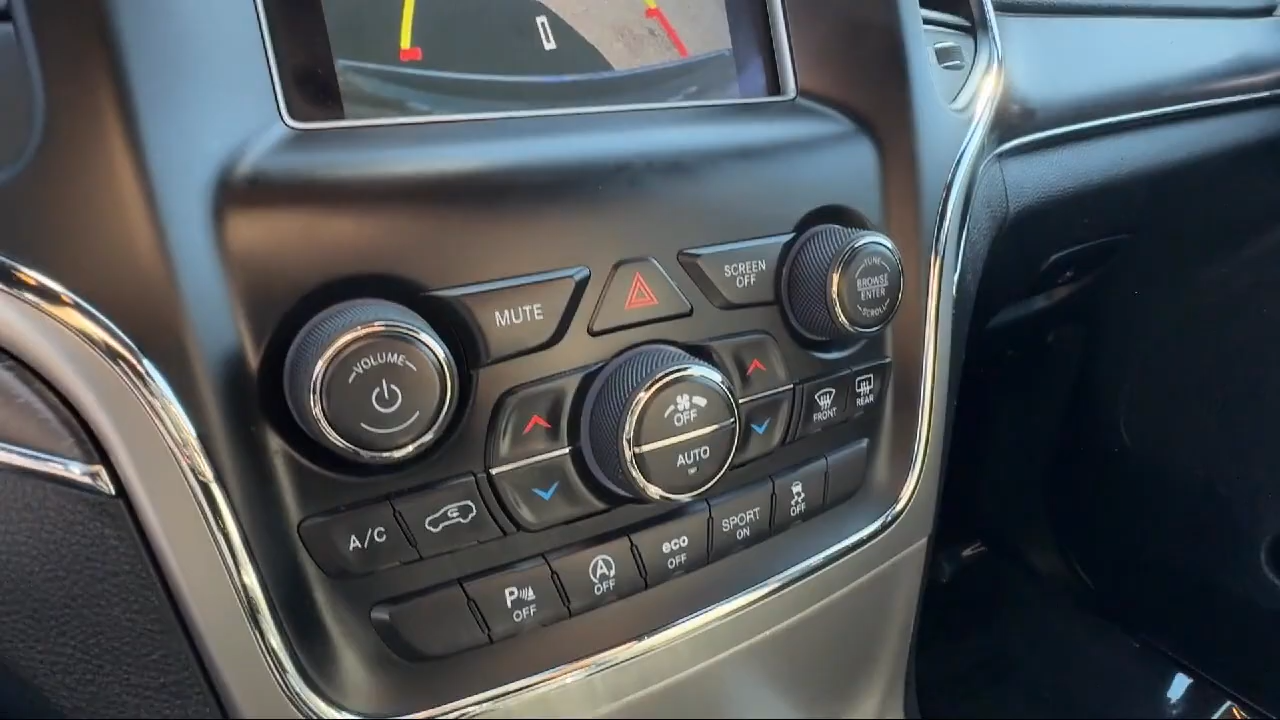 MUTE
SCREEN
OFF
TUNE
BROWSE
ENTER
SCROLL
VOLUME
OFF
AUTO
FRONT
REAR
A/C
P
OFF
A
OFF
eco
OFF
SPORT
ON
OFF